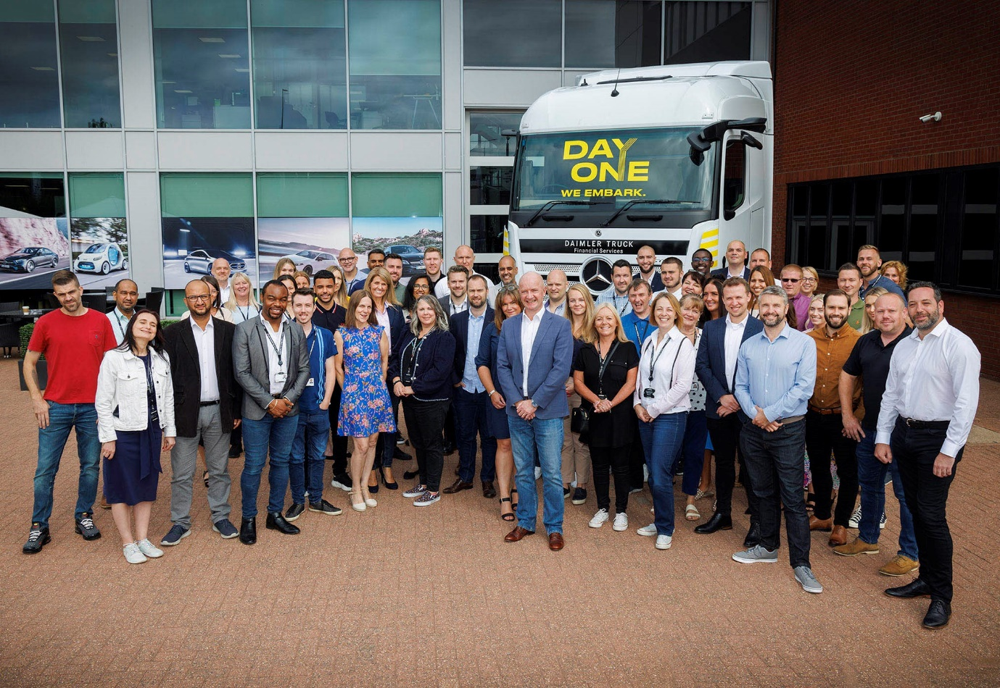 DAY
ONE
WE EMBARK.
DAIMLER TRUCK
Financial Services